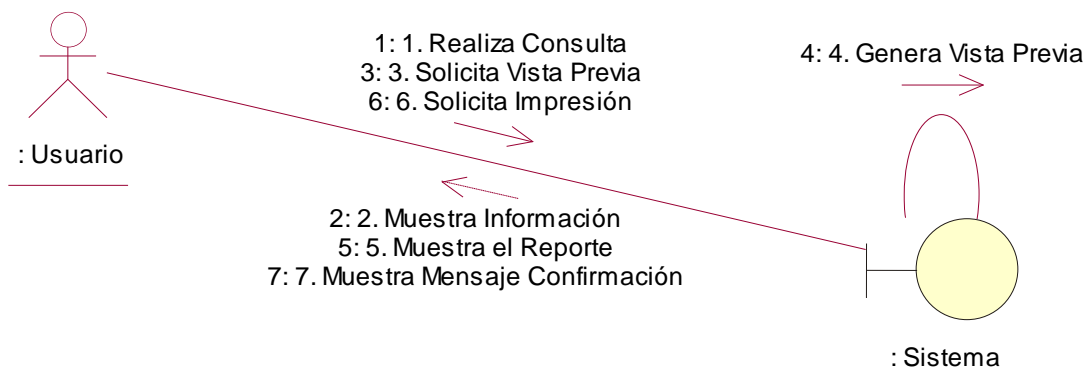 1: 1. Realiza Consulta
3: 3. Solicita Vista Previa
6: 6. Solicita Impresión
4: 4. Genera Vista Previa
: Usuario
2: 2. Muestra Información
5: 5. Muestra el Reporte
7: 7. Muestra Mensaje Confirmación
: Sistema